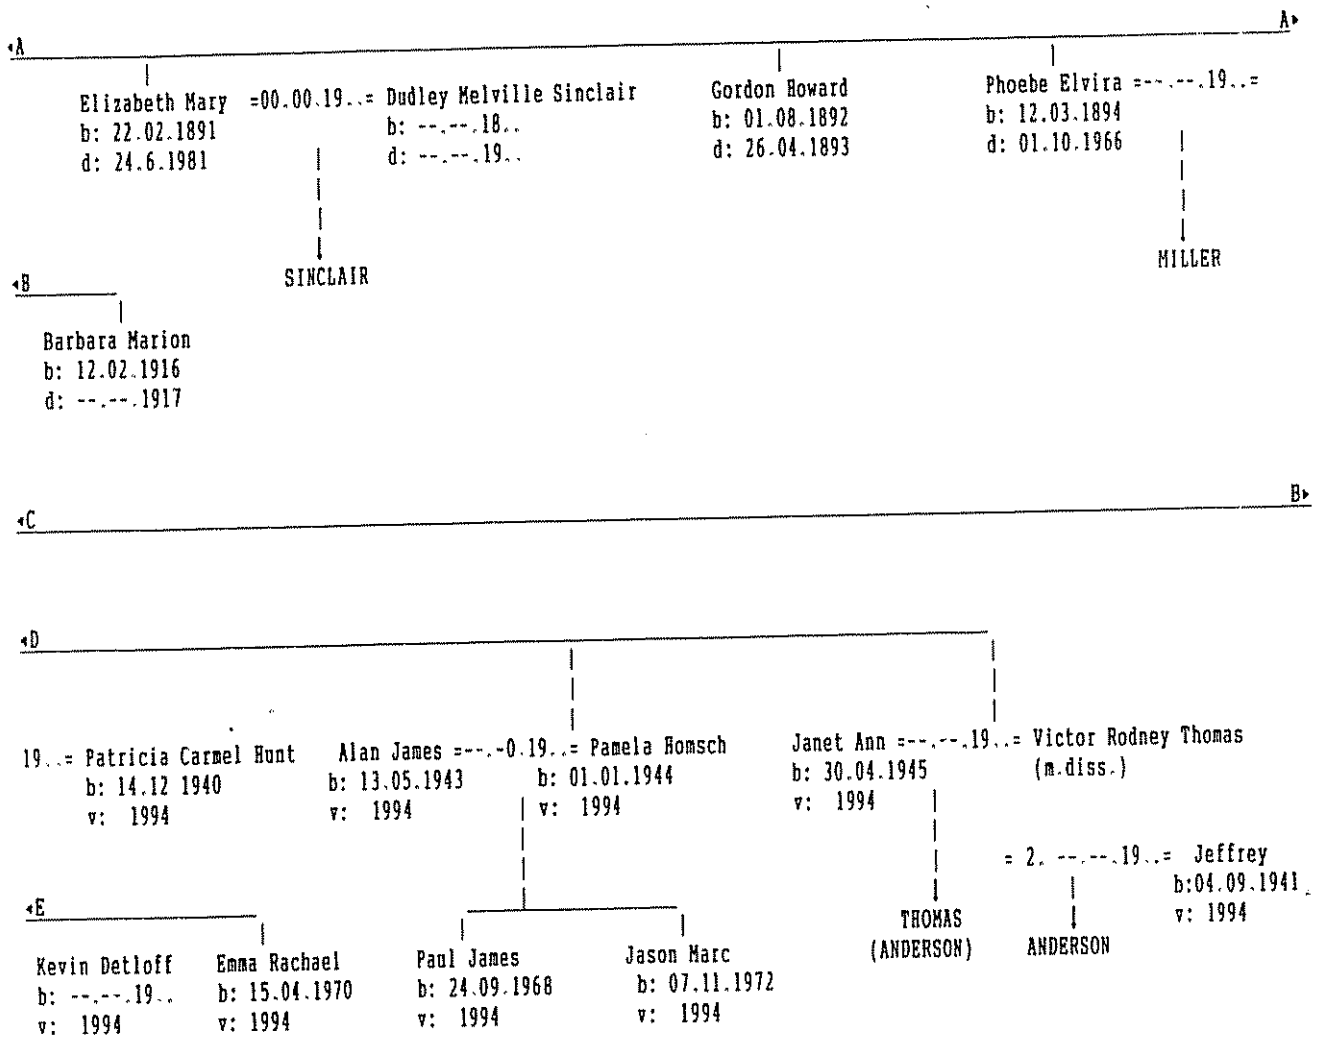 ◂A A▸
Elizabeth Mary =00.00.19..= Dudley Melville Sinclair Gordon Howard Phoebe Elvira =--.--.19..=
b: 22.02.1891 b: --.--.18.. b: 01.08.1892 b: 12.03.1894
d: 24.6.1981 d: --.--.19.. d: 26.04.1893 d: 01.10.1966
SINCLAIR MILLER
◂B
Barbara Marion
b: 12.02.1916
d: --.--.1917
◂C B▸
◂D
19..= Patricia Carmel Hunt Alan James =--.-0.19..= Pamela Homsch Janet Ann =--.--.19..= Victor Rodney Thomas
b: 14.12 1940 b: 13.05.1943 b: 01.01.1944 b: 30.04.1945 (m.diss.)
v: 1994 v: 1994 v: 1994 v: 1994
= 2. --.--.19..= Jeffrey
b:04.09.1941
v: 1994
◂E
THOMAS
(ANDERSON) ANDERSON
Kevin Detloff Emma Rachael Paul James Jason Marc
b: --.--.19.. b: 15.04.1970 b: 24.09.1968 b: 07.11.1972
v: 1994 v: 1994 v: 1994 v: 1994